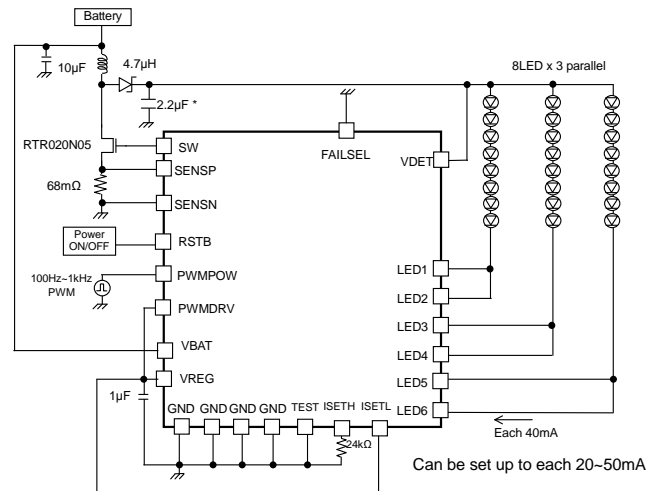 Battery
10µF
4.7µH
2.2µF *
8LED x 3 parallel
RTR020N05
68mΩ
SW
SENSP
SENSN
FAILSEL
VDET
Power
ON/OFF
RSTB
100Hz~1kHz
PWM
PWMPOW
PWMDRV
VBAT
VREG
1µF
LED1
LED2
LED3
LED4
LED5
LED6
GND GND GND GND TEST ISETH ISETL
24kΩ
Each 40mA
Can be set up to each 20~50mA